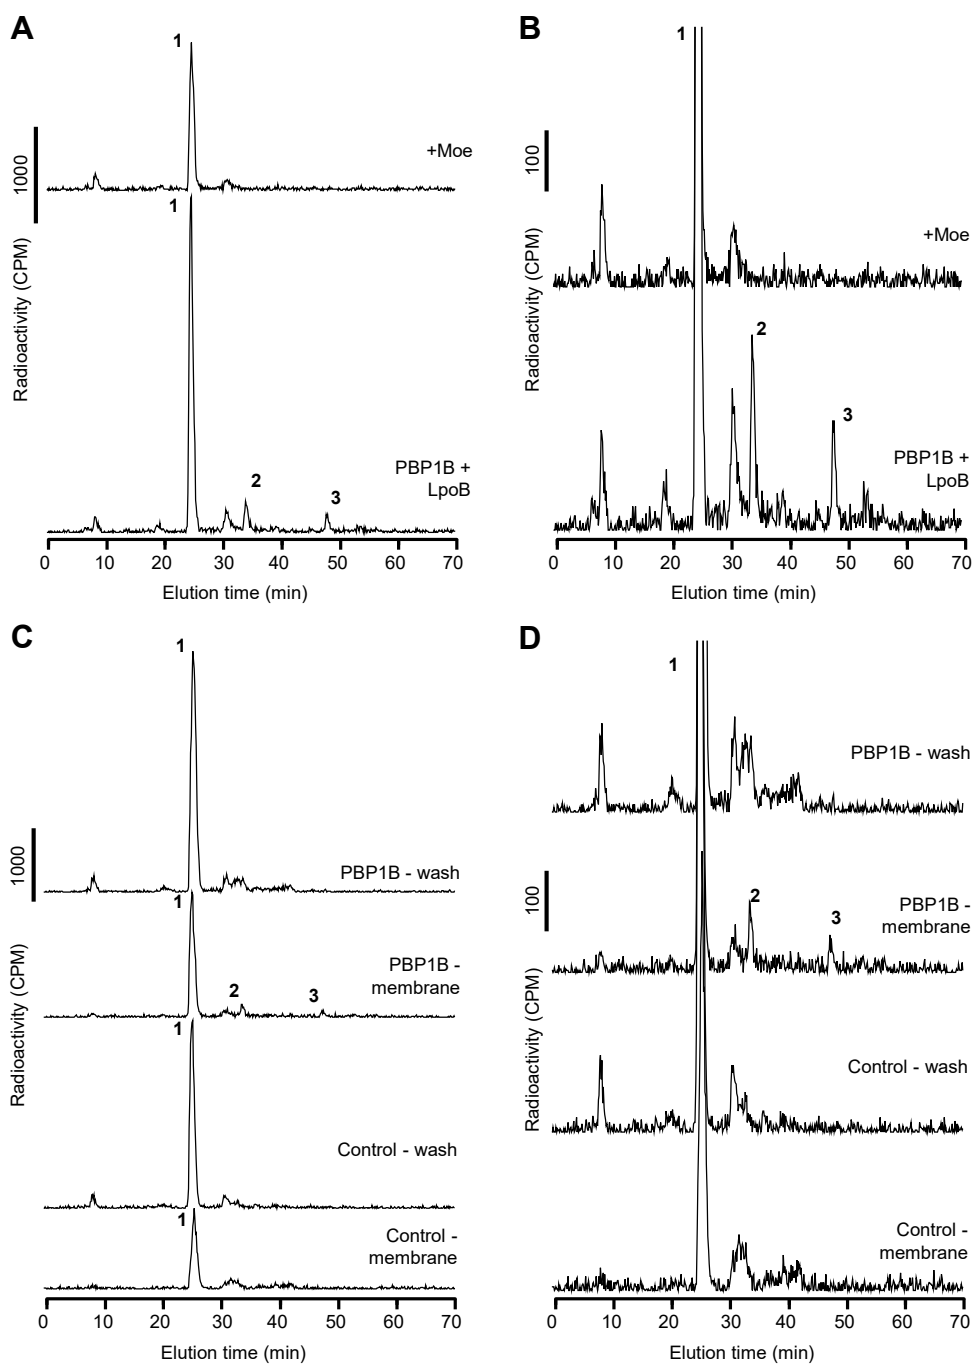 A
1
+Moe
1000
1
Radioactivity (CPM)
PBP1B +
LpoB
2
3
0 10 20 30 40 50 60 70
Elution time (min)
B
1
100
+Moe
Radioactivity (CPM)
2
3
PBP1B +
LpoB
0 10 20 30 40 50 60 70
Elution time (min)
C
1
1000
PBP1B - wash
1
PBP1B -
membrane
2
3
Radioactivity (CPM)
1
Control - wash
1
Control -
membrane
0 10 20 30 40 50 60 70
Elution time (min)
D
1
PBP1B - wash
100
2
3
PBP1B -
membrane
Radioactivity (CPM)
Control - wash
Control -
membrane
0 10 20 30 40 50 60 70
Elution time (min)